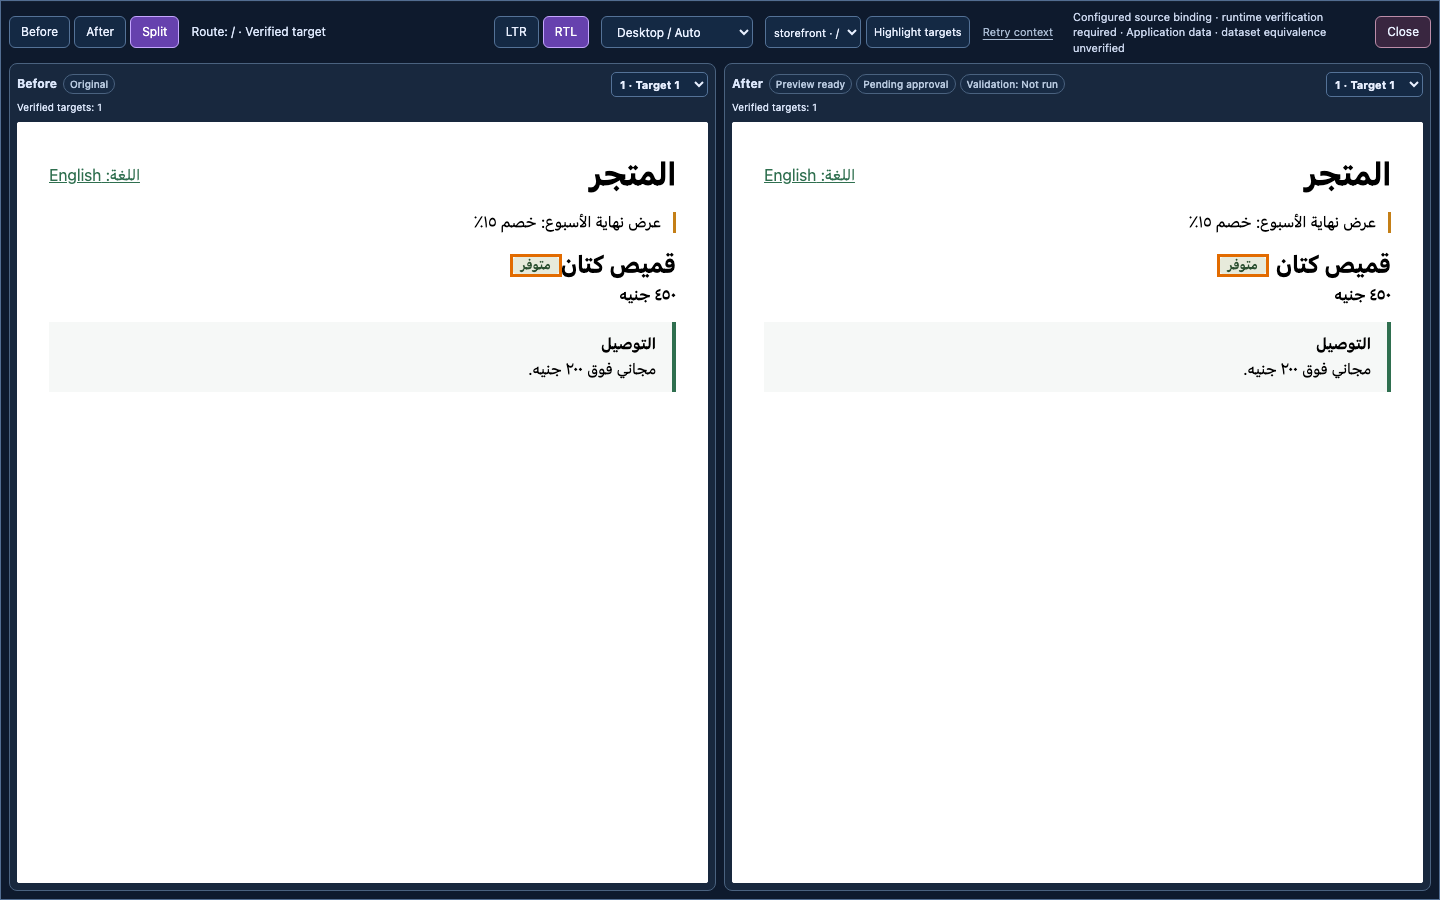 Before After Split Route: / · Verified target LTR RTL Desktop / Auto storefront · / Highlight targets Retry context
Configured source binding · runtime verification
required · Application data · dataset equivalence
unverified
Close
Before Original 1 · Target 1
Verified targets: 1
المتجر
اللغة: English
عرض نهاية الأسبوع: خصم ١٥٪
قميص كتان متوفر
٤٥٠ جنيه
التوصيل
مجاني فوق ٢٠٠ جنيه.
After Preview ready Pending approval Validation: Not run 1 · Target 1
Verified targets: 1
المتجر
اللغة: English
عرض نهاية الأسبوع: خصم ١٥٪
قميص كتان متوفر
٤٥٠ جنيه
التوصيل
مجاني فوق ٢٠٠ جنيه.